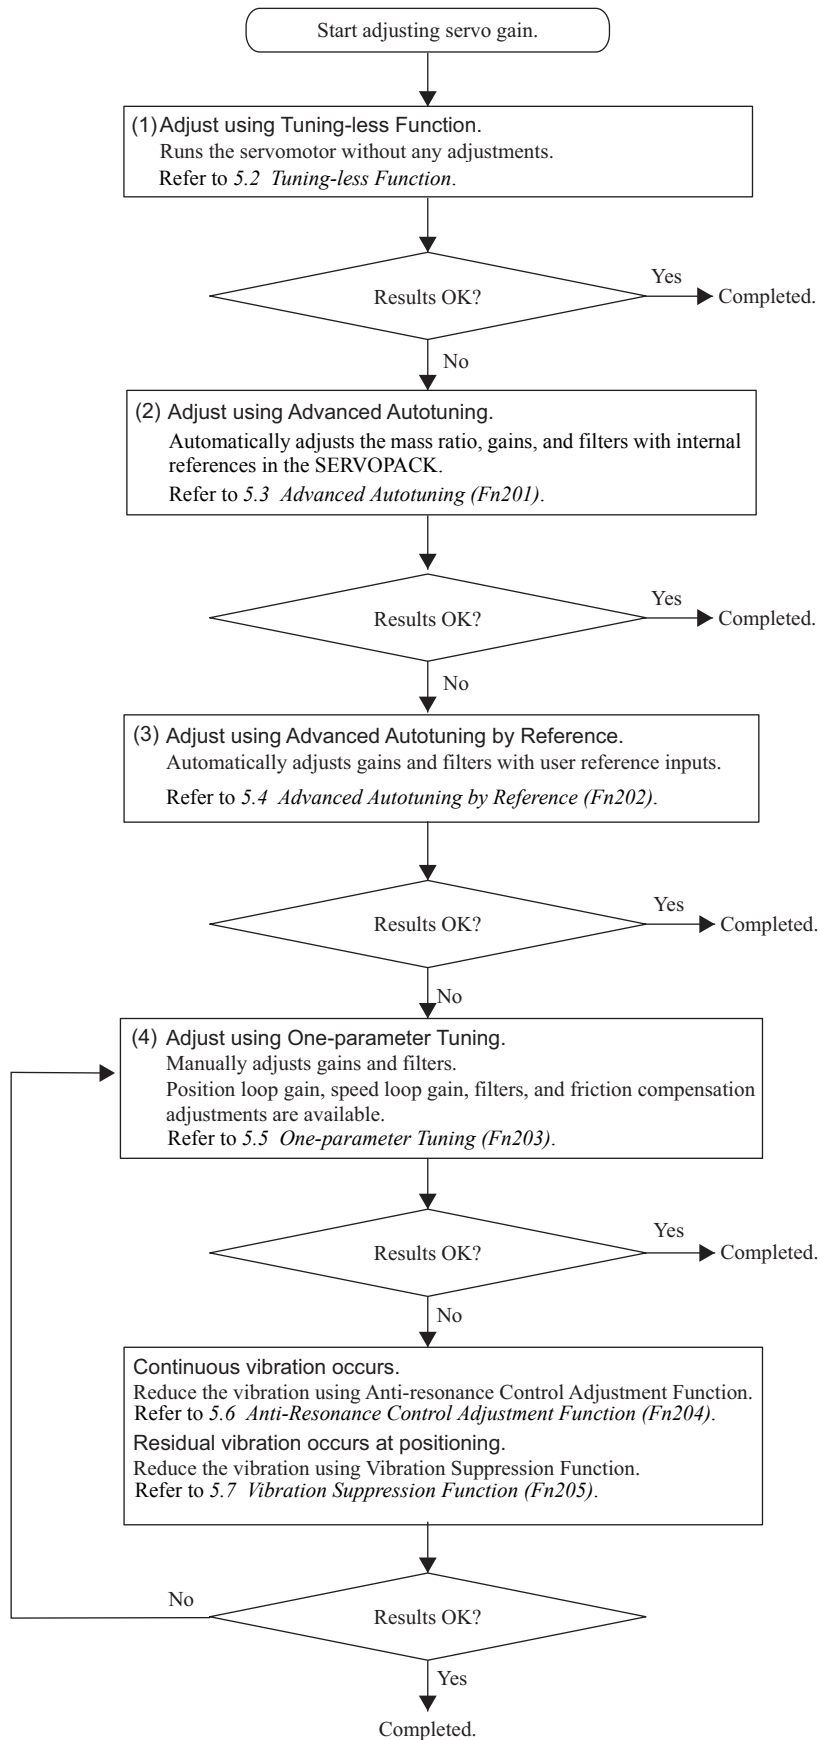 Start adjusting servo gain.
(1) Adjust using Tuning-less Function.
Runs the servomotor without any adjustments.
Refer to 5.2 Tuning-less Function.
Results OK?
Yes
Completed.
No
(2) Adjust using Advanced Autotuning.
Automatically adjusts the mass ratio, gains, and filters with internal
references in the SERVOPACK.
Refer to 5.3 Advanced Autotuning (Fn201).
Results OK?
Yes
Completed.
No
(3) Adjust using Advanced Autotuning by Reference.
Automatically adjusts gains and filters with user reference inputs.
Refer to 5.4 Advanced Autotuning by Reference (Fn202).
Results OK?
Yes
Completed.
No
(4) Adjust using One-parameter Tuning.
Manually adjusts gains and filters.
Position loop gain, speed loop gain, filters, and friction compensation
adjustments are available.
Refer to 5.5 One-parameter Tuning (Fn203).
Results OK?
Yes
Completed.
No
Continuous vibration occurs.
Reduce the vibration using Anti-resonance Control Adjustment Function.
Refer to 5.6 Anti-Resonance Control Adjustment Function (Fn204).
Residual vibration occurs at positioning.
Reduce the vibration using Vibration Suppression Function.
Refer to 5.7 Vibration Suppression Function (Fn205).
No
Results OK?
Yes
Completed.